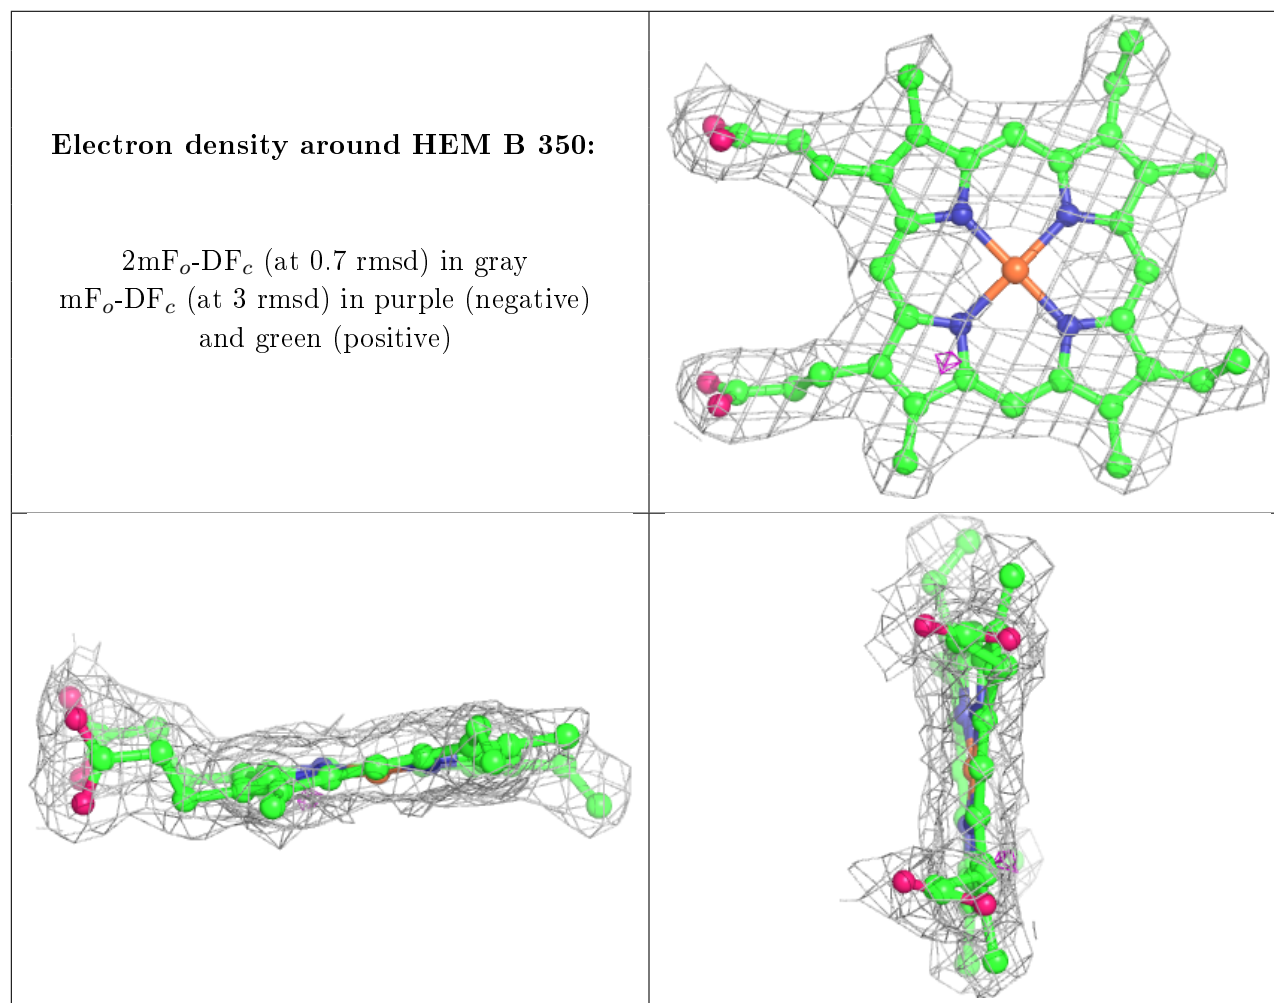 Electron density around HEM B 350:
2mFo-DFc (at 0.7 rmsd) in gray
mFo-DFc (at 3 rmsd) in purple (negative)
and green (positive)